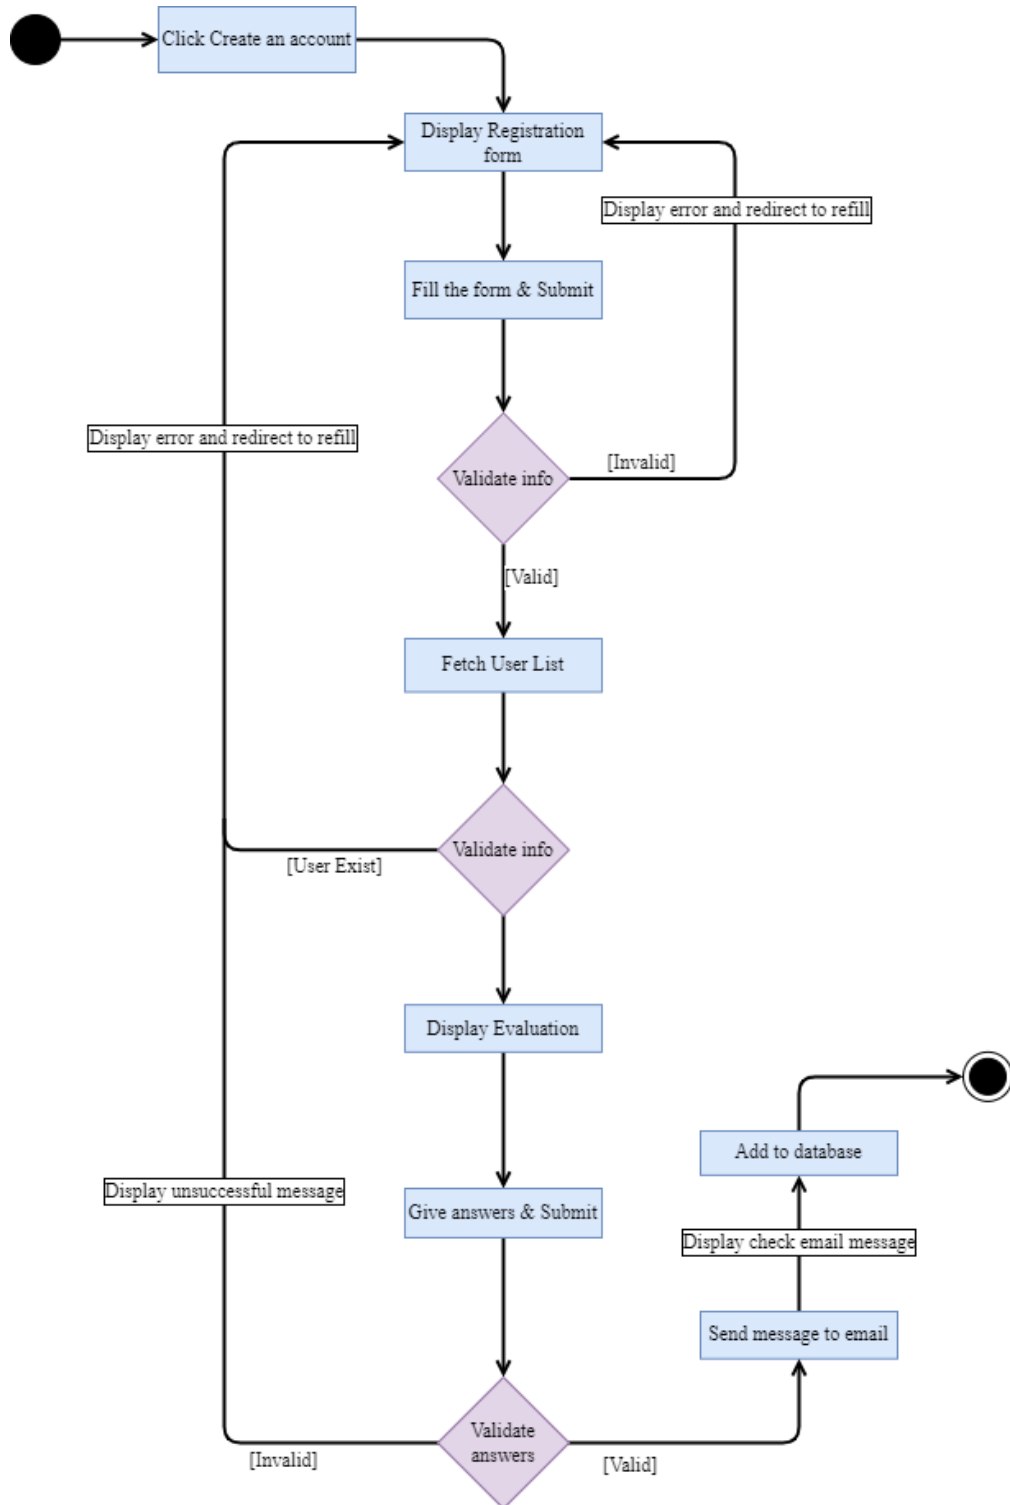 Click Create an account
Display Registration
form
Display error and redirect to refill
Fill the form & Submit
Display error and redirect to refill
Validate info
[Invalid]
[Valid]
Fetch User List
Validate info
[User Exist]
Display Evaluation
Add to database
Display unsuccessful message
Give answers & Submit
Display check email message
Send message to email
Validate
answers
[Invalid]
[Valid]